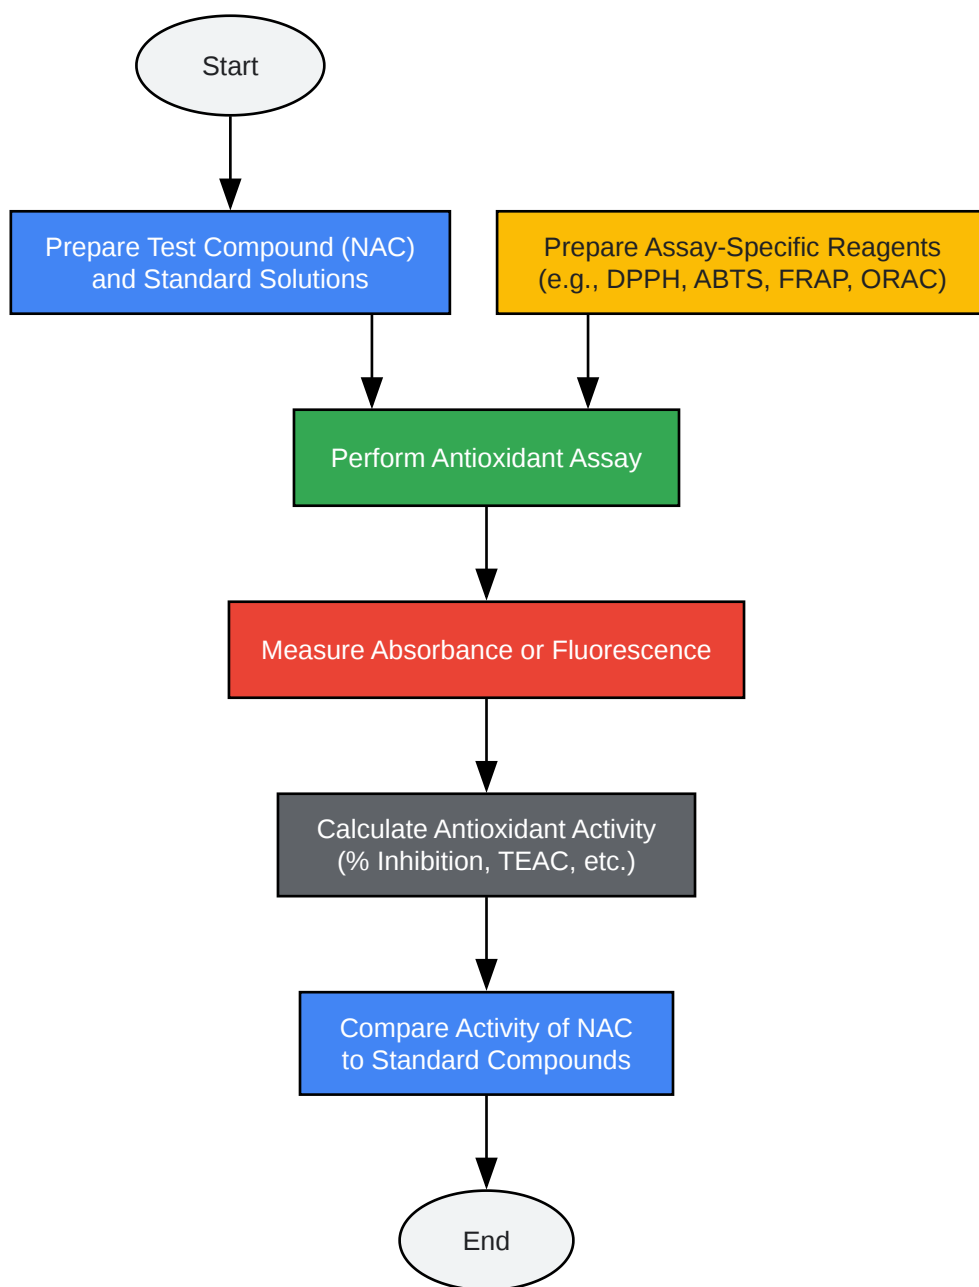 Start
Prepare Test Compound (NAC)
and Standard Solutions
Prepare Assay-Specific Reagents
(e.g., DPPH, ABTS, FRAP, ORAC)
Perform Antioxidant Assay
Measure Absorbance or Fluorescence
Calculate Antioxidant Activity
(% Inhibition, TEAC, etc.)
Compare Activity of NAC
to Standard Compounds
End